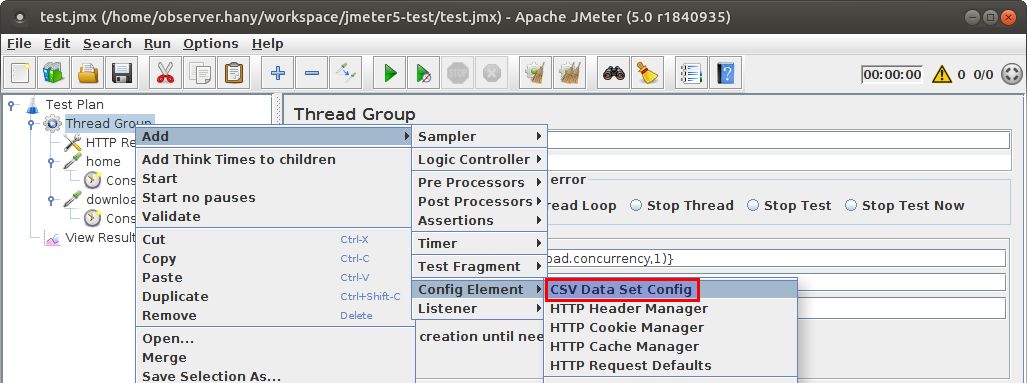 test.jmx (/home/observer.hany/workspace/jmeter5-test/test.jmx) - Apache JMeter (5.0 r1840935)
File Edit Search Run Options Help
STOP
00:00:00 0 0/0
Test Plan
Thread Group
Thread Group
Add
Sampler
HTTP Re
error
Add Think Times to children
Logic Controller
home
Start
Pre Processors
Cons
read Loop Stop Thread Stop Test Stop Test Now
Start no pauses
Post Processors
downloa
Validate
Assertions
Cons
View Result
Cut Ctrl-X
Timer
Copy Ctrl-C
oad.concurrency,1)}
Test Fragment
Paste Ctrl-V
Config Element
CSV Data Set Config
Duplicate Ctrl+Shift-C
Listener
HTTP Header Manager
Remove Delete
HTTP Cookie Manager
creation until nee
Open...
HTTP Cache Manager
Merge
HTTP Request Defaults
Save Selection As...